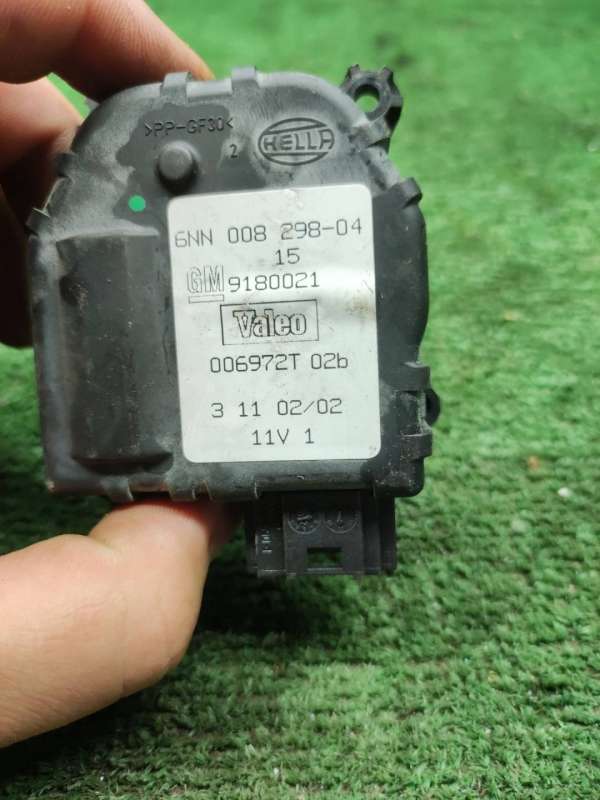 >PP-GF30<
2
HELLA
6NN 008 298-04
15
GM 9180021
Valeo
006972T 02b
3 11 02/02
11V 1